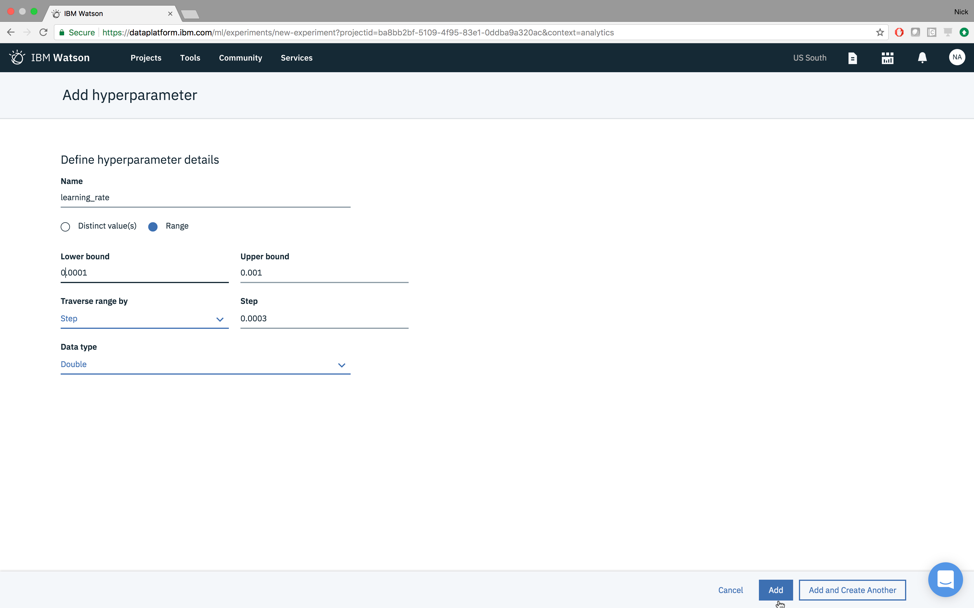 IBM Watson
Nick
Secure https://dataplatform.ibm.com/ml/experiments/new-experiment?projectid=ba8bb2bf-5109-4f95-83e1-0ddba9a320ac&context=analytics
IBM Watson Projects Tools Community Services US South NA
Add hyperparameter
Define hyperparameter details
Name
learning_rate
Distinct value(s) Range
Lower bound Upper bound
0.0001 0.001
Traverse range by Step
Step 0.0003
Data type
Double
Cancel Add Add and Create Another